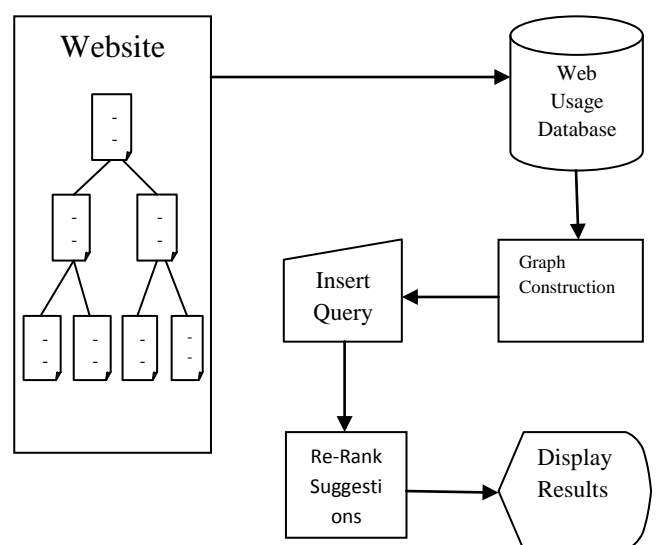 Website
Web
Usage
Database
-
-
-
-
-
-
Graph
Construction
Insert
Query
-
-
-
-
-
-
-
-
Re-Rank
Suggesti
ons
Display
Results